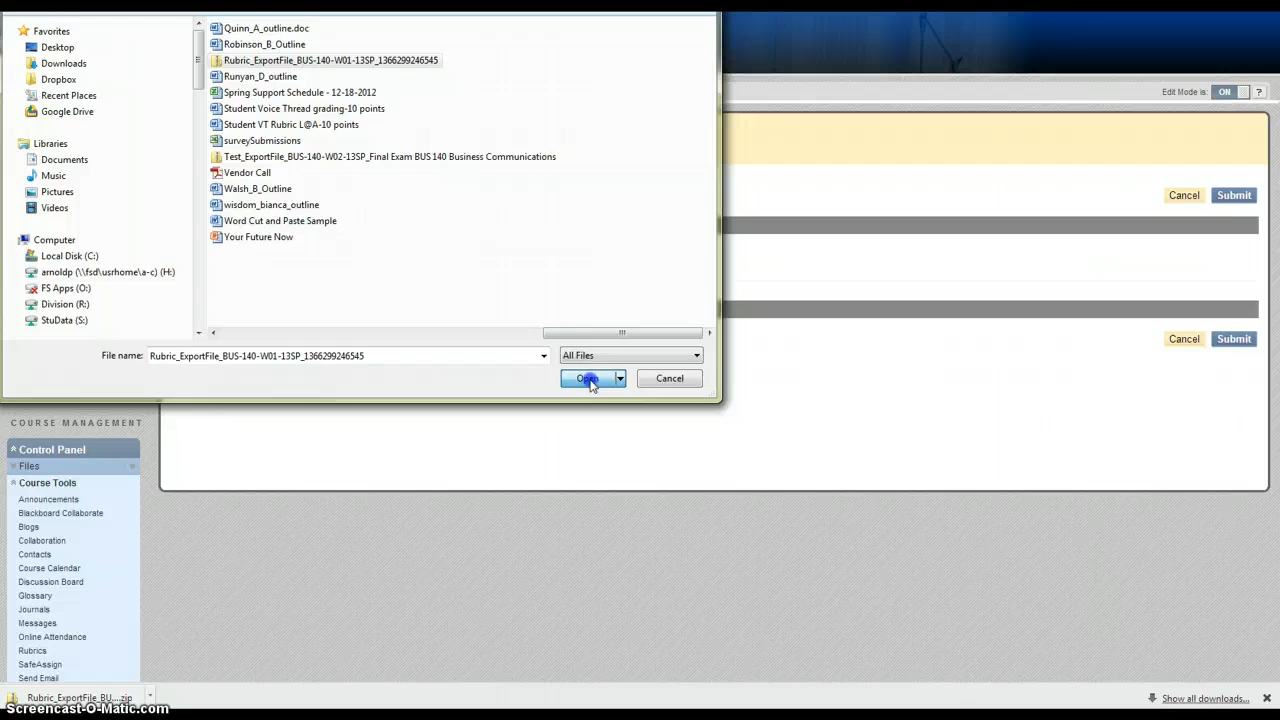 Favorites
Desktop
Downloads
Dropbox
Recent Places
Google Drive
Libraries
Documents
Music
Pictures
Videos
Computer
Local Disk (C:)
arnoldp (\\fsd\usrhome\a-c) (H:)
FS Apps (O:)
Division (R:)
StuData (S:)
Quinn_A_outline.doc
Robinson_B_Outline
Rubric_ExportFile_BUS-140-W01-13SP_1366299246545
Runyan_D_outline
Spring Support Schedule - 12-18-2012
Student Voice Thread grading-10 points
Student VT Rubric L@A-10 points
surveySubmissions
Test_ExportFile_BUS-140-W02-13SP_Final Exam BUS 140 Business Communications
Vendor Call
Walsh_B_Outline
wisdom_bianca_outline
Word Cut and Paste Sample
Your Future Now
File name: Rubric_ExportFile_BUS-140-W01-13SP_1366299246545
All Files
Open
Cancel
Edit Mode is: ON ?
Cancel Submit
Cancel Submit
COURSE MANAGEMENT
Control Panel
Files
Course Tools
Announcements
Blackboard Collaborate
Blogs
Collaboration
Contacts
Course Calendar
Discussion Board
Glossary
Journals
Messages
Online Attendance
Rubrics
SafeAssign
Send Email
Rubric_ExportFile_BU....zip
Show all downloads...
Screencast-O-Matic.com